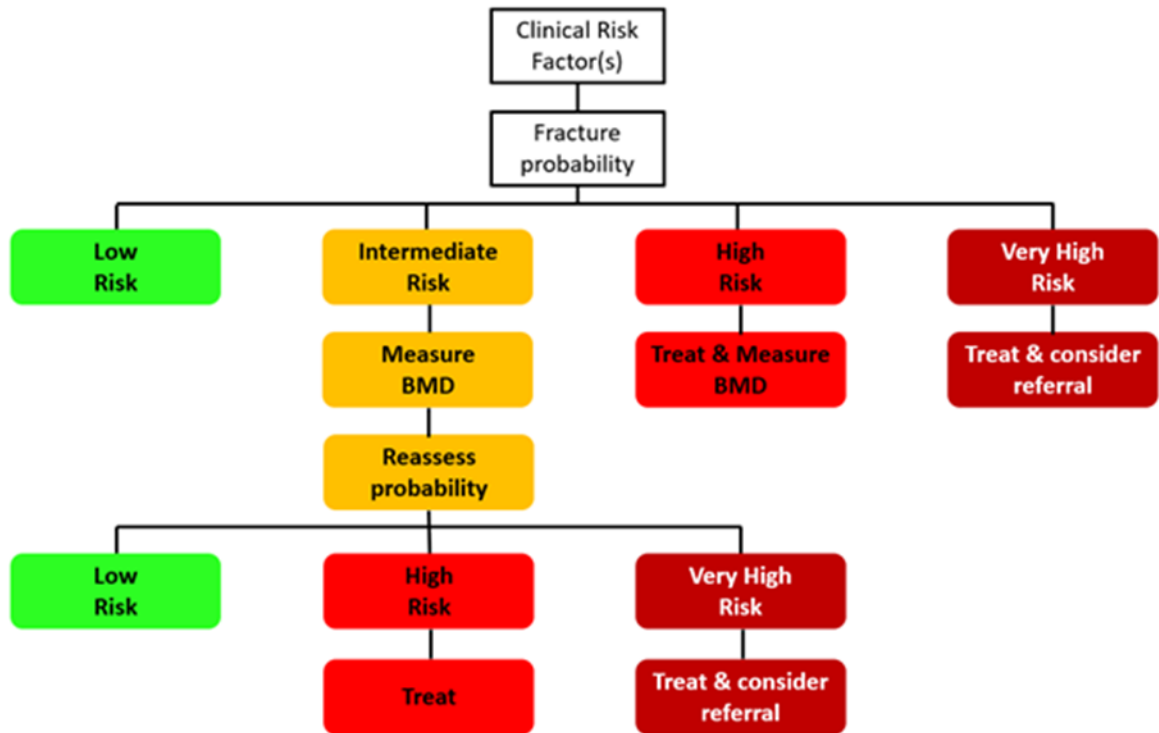 Clinical Risk
Factor(s)
Fracture
probability
Low
Risk
Intermediate
Risk
High
Risk
Very High
Risk
Measure
BMD
Treat & Measure
BMD
Treat & consider
referral
Reassess
probability
Low
Risk
High
Risk
Very High
Risk
Treat
Treat & consider
referral